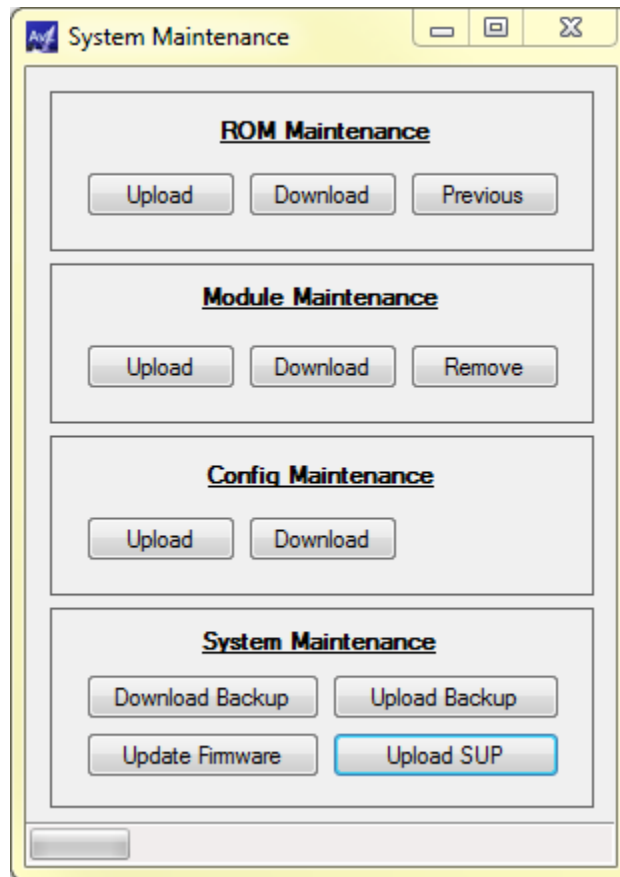 System Maintenance
ROM Maintenance
Upload Download Previous
Module Maintenance
Upload Download Remove
Config Maintenance
Upload Download
System Maintenance
Download Backup Upload Backup
Update Firmware Upload SUP